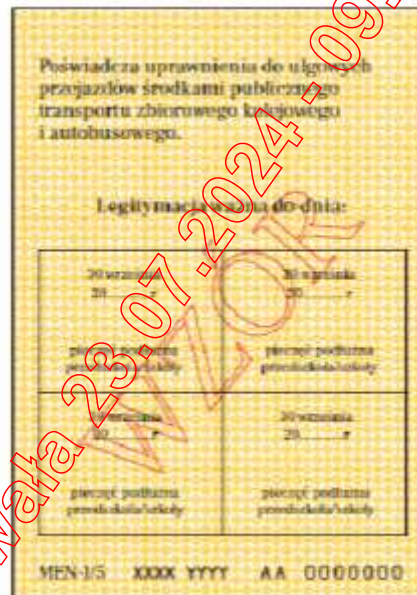 Poświadcza uprawnienia do ulgowych
przejazdów środkami publicznego
transportu zbiorowego kolejowego
i autobusowego.
Legitymacja ważna do dnia:
30 września 30 września
20......... r 20......... r
pieczęć podłużna pieczęć podłużna
przedszkola/szkoły przedszkola/szkoły
30 września 30 września
20......... r 20......... r
pieczęć podłużna pieczęć podłużna
przedszkola/szkoły przedszkola/szkoły
MEN-I/5 XXXX YYYY AA 0000000
WZÓR
wała 23.07.2024 - 09